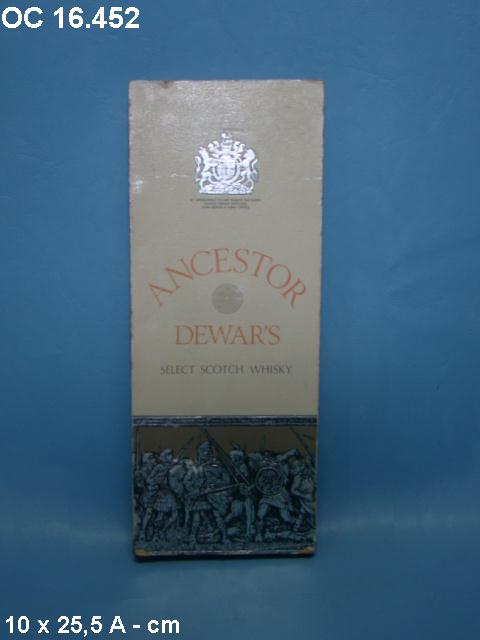 OC 16.452
ANCESTOR
DEWAR'S
SELECT SCOTCH WHISKY
10 x 25,5 A - cm